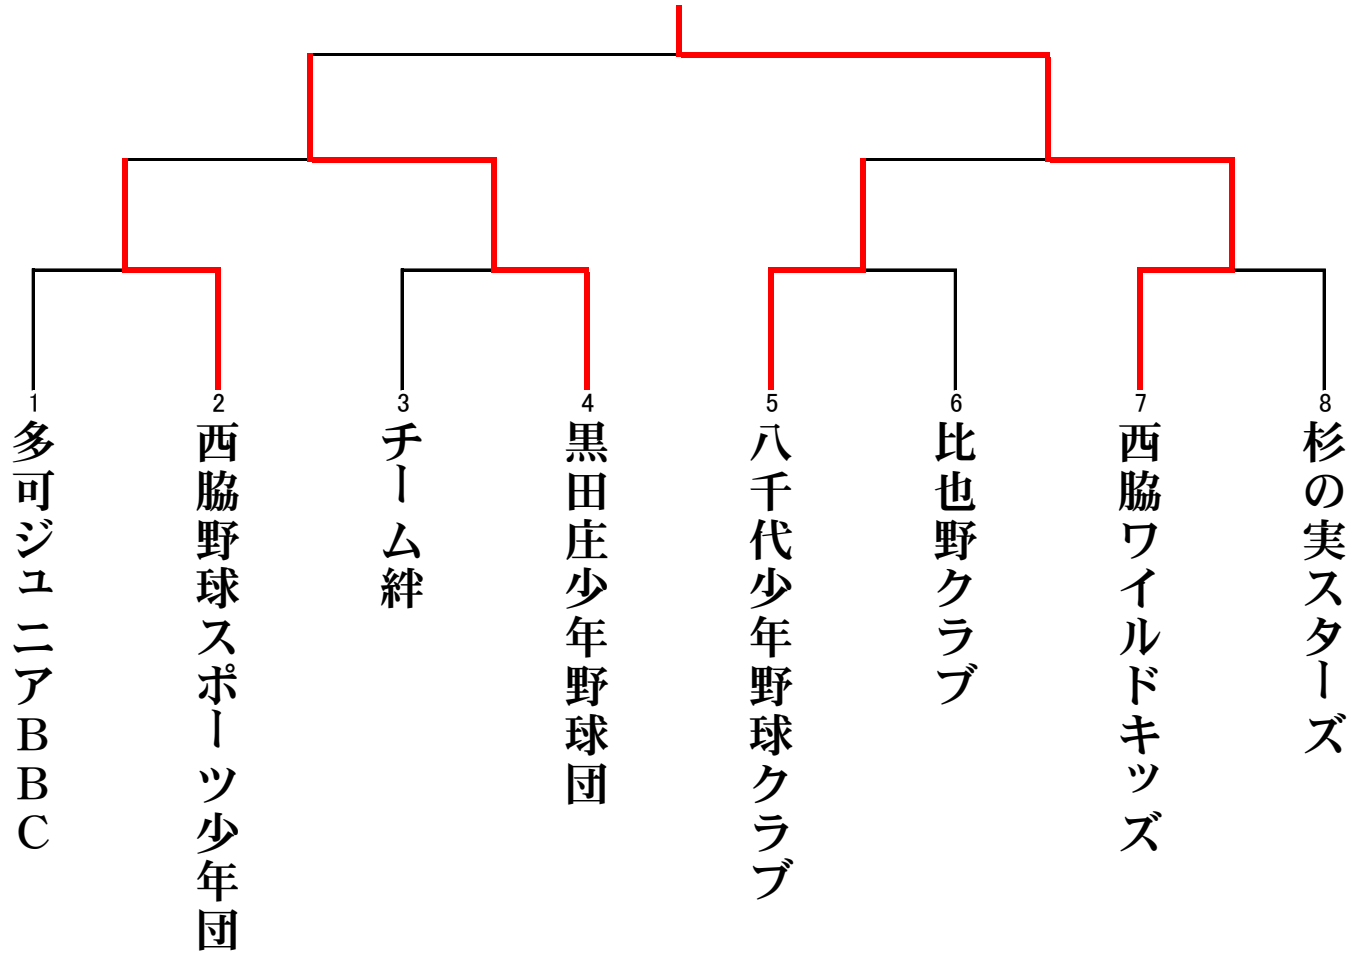 1
多可ジュニアＢＢＣ
2
西脇野球スポーツ少年団
3
チーム絆
4
黒田庄少年野球団
5
八千代少年野球クラブ
6
比也野クラブ
7
西脇ワイルドキッズ
8
杉の実スターズ